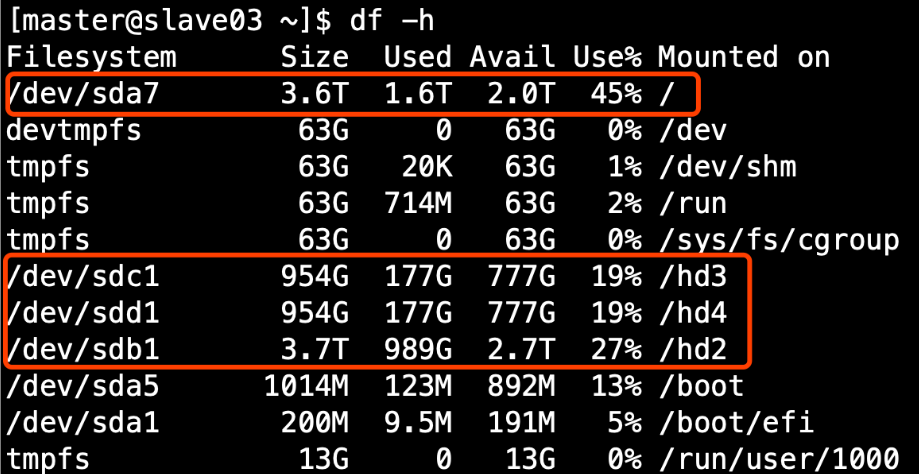 [master@slave03 ~]$ df -h
Filesystem Size Used Avail Use% Mounted on
/dev/sda7 3.6T 1.6T 2.0T 45% /
devtmpfs 63G 0 63G 0% /dev
tmpfs 63G 20K 63G 1% /dev/shm
tmpfs 63G 714M 63G 2% /run
tmpfs 63G 0 63G 0% /sys/fs/cgroup
/dev/sdc1 954G 177G 777G 19% /hd3
/dev/sdd1 954G 177G 777G 19% /hd4
/dev/sdb1 3.7T 989G 2.7T 27% /hd2
/dev/sda5 1014M 123M 892M 13% /boot
/dev/sda1 200M 9.5M 191M 5% /boot/efi
tmpfs 13G 0 13G 0% /run/user/1000